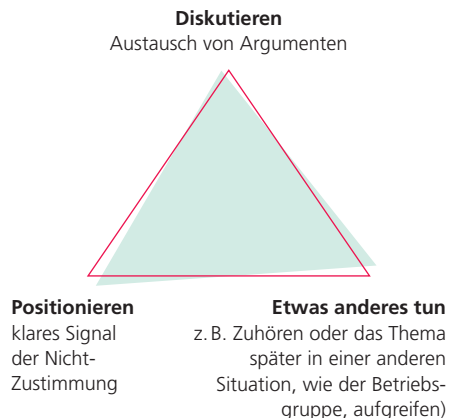 Diskutieren
Austausch von Argumenten
Positionieren
klares Signal
der Nicht-
Zustimmung
Etwas anderes tun
z. B. Zuhören oder das Thema
später in einer anderen
Situation, wie der Betriebs-
gruppe, aufgreifen)